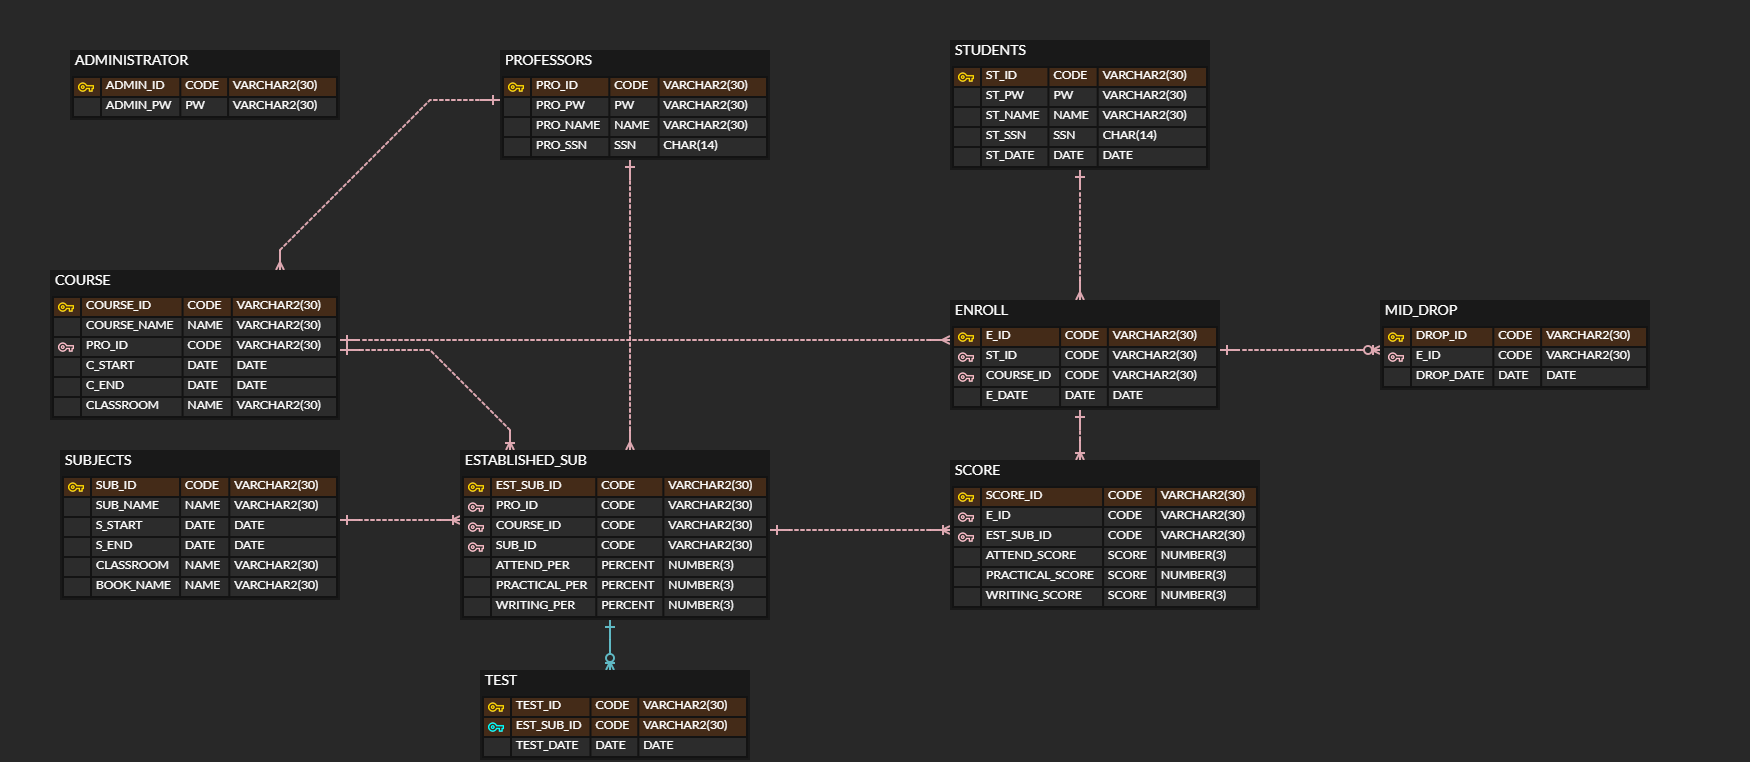 ADMINISTRATOR
ADMIN_ID CODE VARCHAR2(30)
ADMIN_PW PW VARCHAR2(30)
PROFESSORS
PRO_ID CODE VARCHAR2(30)
PRO_PW PW VARCHAR2(30)
PRO_NAME NAME VARCHAR2(30)
PRO_SSN SSN CHAR(14)
STUDENTS
ST_ID CODE VARCHAR2(30)
ST_PW PW VARCHAR2(30)
ST_NAME NAME VARCHAR2(30)
ST_SSN SSN CHAR(14)
ST_DATE DATE DATE
COURSE
COURSE_ID CODE VARCHAR2(30)
COURSE_NAME NAME VARCHAR2(30)
PRO_ID CODE VARCHAR2(30)
C_START DATE DATE
C_END DATE DATE
CLASSROOM NAME VARCHAR2(30)
ENROLL
E_ID CODE VARCHAR2(30)
ST_ID CODE VARCHAR2(30)
COURSE_ID CODE VARCHAR2(30)
E_DATE DATE DATE
MID_DROP
DROP_ID CODE VARCHAR2(30)
E_ID CODE VARCHAR2(30)
DROP_DATE DATE DATE
SUBJECTS
SUB_ID CODE VARCHAR2(30)
SUB_NAME NAME VARCHAR2(30)
S_START DATE DATE
S_END DATE DATE
CLASSROOM NAME VARCHAR2(30)
BOOK_NAME NAME VARCHAR2(30)
ESTABLISHED_SUB
EST_SUB_ID CODE VARCHAR2(30)
PRO_ID CODE VARCHAR2(30)
COURSE_ID CODE VARCHAR2(30)
SUB_ID CODE VARCHAR2(30)
ATTEND_PER PERCENT NUMBER(3)
PRACTICAL_PER PERCENT NUMBER(3)
WRITING_PER PERCENT NUMBER(3)
SCORE
SCORE_ID CODE VARCHAR2(30)
E_ID CODE VARCHAR2(30)
EST_SUB_ID CODE VARCHAR2(30)
ATTEND_SCORE SCORE NUMBER(3)
PRACTICAL_SCORE SCORE NUMBER(3)
WRITING_SCORE SCORE NUMBER(3)
TEST
TEST_ID CODE VARCHAR2(30)
EST_SUB_ID CODE VARCHAR2(30)
TEST_DATE DATE DATE